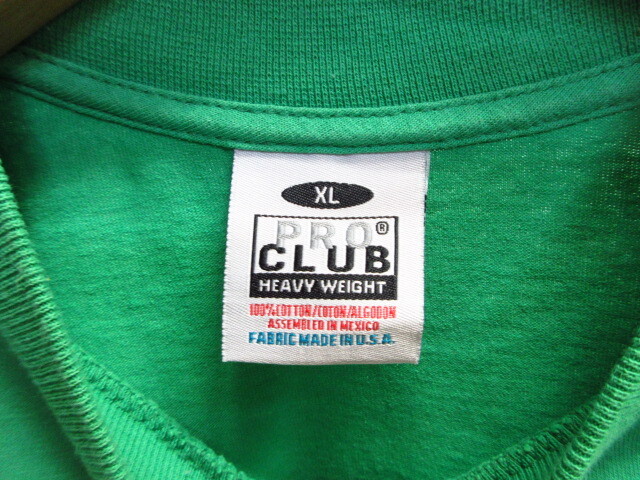 XL
PRO®
CLUB
HEAVY WEIGHT
100%COTTON/COTON/ALGODON
ASSEMBLED IN MEXICO
FABRIC MADE IN U.S.A.